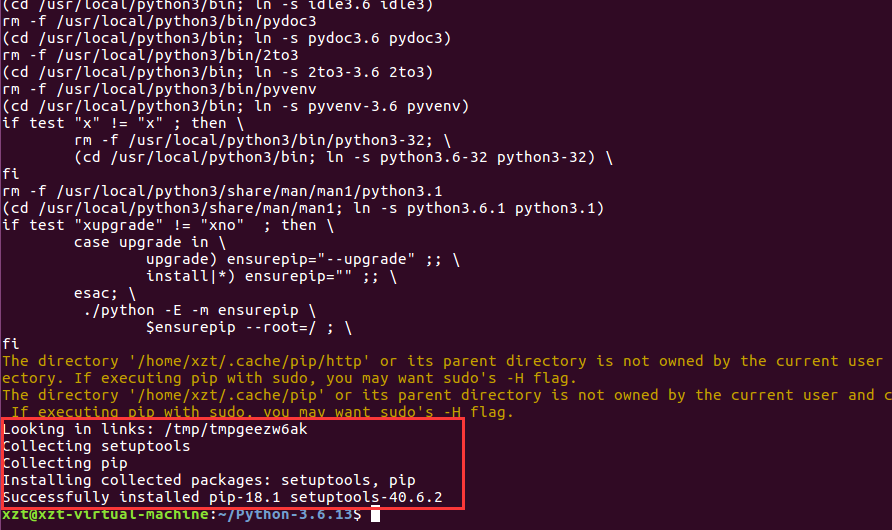 (cd /usr/local/python3/bin; ln -s idle3.6 idle3)
rm -f /usr/local/python3/bin/pydoc3
(cd /usr/local/python3/bin; ln -s pydoc3.6 pydoc3)
rm -f /usr/local/python3/bin/2to3
(cd /usr/local/python3/bin; ln -s 2to3-3.6 2to3)
rm -f /usr/local/python3/bin/pyvenv
(cd /usr/local/python3/bin; ln -s pyvenv-3.6 pyvenv)
if test "x" != "x" ; then \
        rm -f /usr/local/python3/bin/python3-32; \
        (cd /usr/local/python3/bin; ln -s python3.6-32 python3-32) \
fi
rm -f /usr/local/python3/share/man/man1/python3.1
(cd /usr/local/python3/share/man/man1; ln -s python3.6.1 python3.1)
if test "xupgrade" != "xno"  ; then \
        case upgrade in \
                upgrade) ensurepip="--upgrade" ;; \
                install|*) ensurepip="" ;; \
        esac; \
         ./python -E -m ensurepip \
                $ensurepip --root=/ ; \
fi
The directory '/home/xzt/.cache/pip/http' or its parent directory is not owned by the current user
ectory. If executing pip with sudo, you may want sudo's -H flag.
The directory '/home/xzt/.cache/pip' or its parent directory is not owned by the current user and c
 If executing pip with sudo, you may want sudo's -H flag.
Looking in links: /tmp/tmpgeezw6ak
Collecting setuptools
Collecting pip
Installing collected packages: setuptools, pip
Successfully installed pip-18.1 setuptools-40.6.2
xzt@xzt-virtual-machine:~/Python-3.6.13$